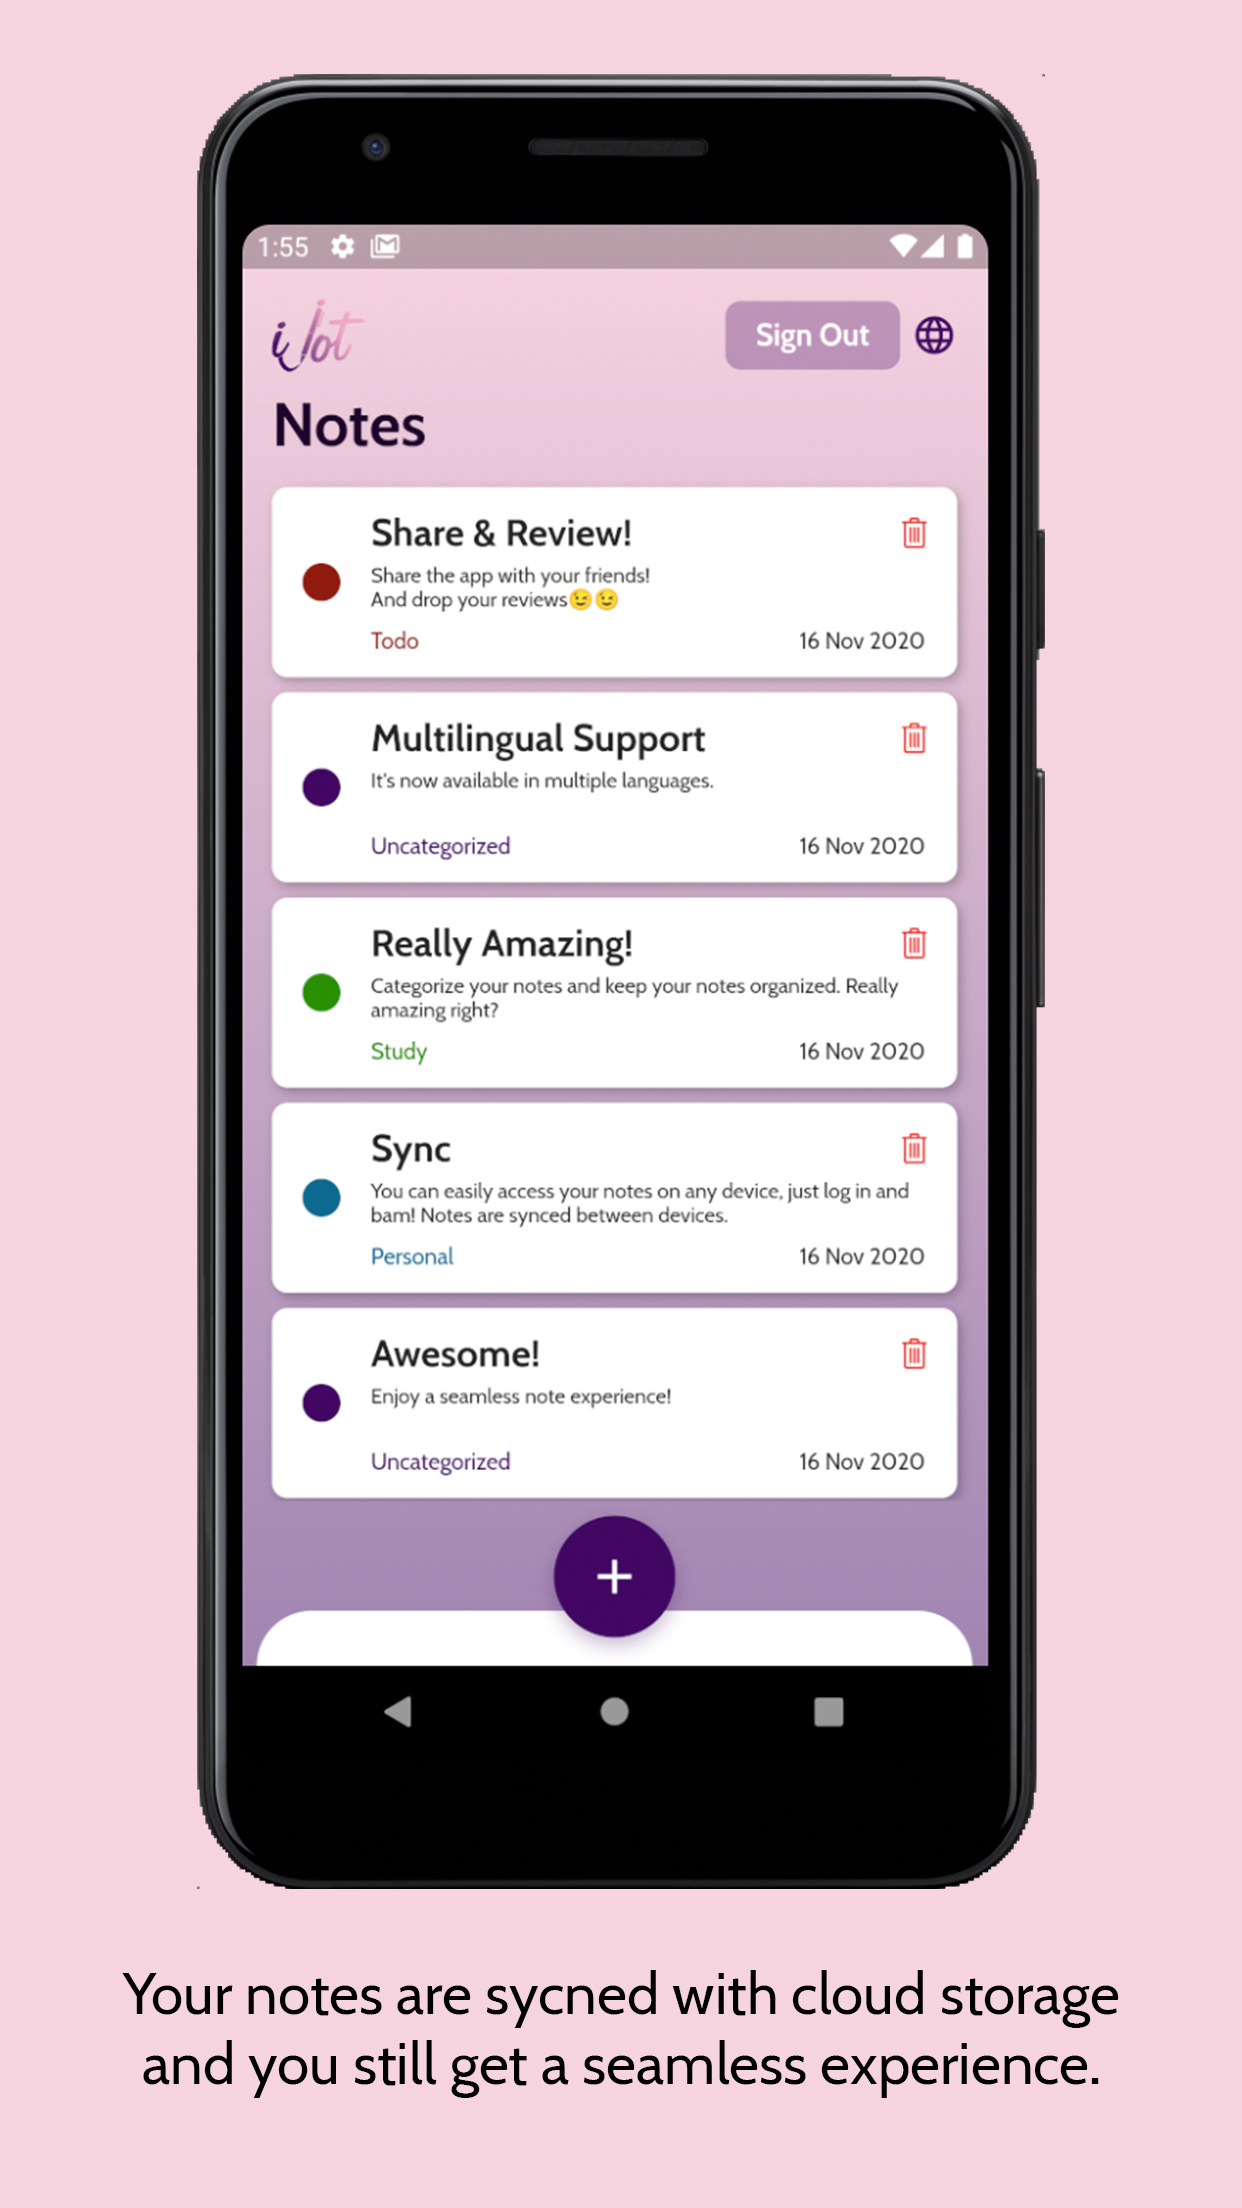 1:55
iJot
Sign Out
Notes
Share & Review!
Share the app with your friends!
And drop your reviews😉😉
Todo
16 Nov 2020
Multilingual Support
It's now available in multiple languages.
Uncategorized
16 Nov 2020
Really Amazing!
Categorize your notes and keep your notes organized. Really
amazing right?
Study
16 Nov 2020
Sync
You can easily access your notes on any device, just log in and
bam! Notes are synced between devices.
Personal
16 Nov 2020
Awesome!
Enjoy a seamless note experience!
Uncategorized
16 Nov 2020
Your notes are sycned with cloud storage
and you still get a seamless experience.